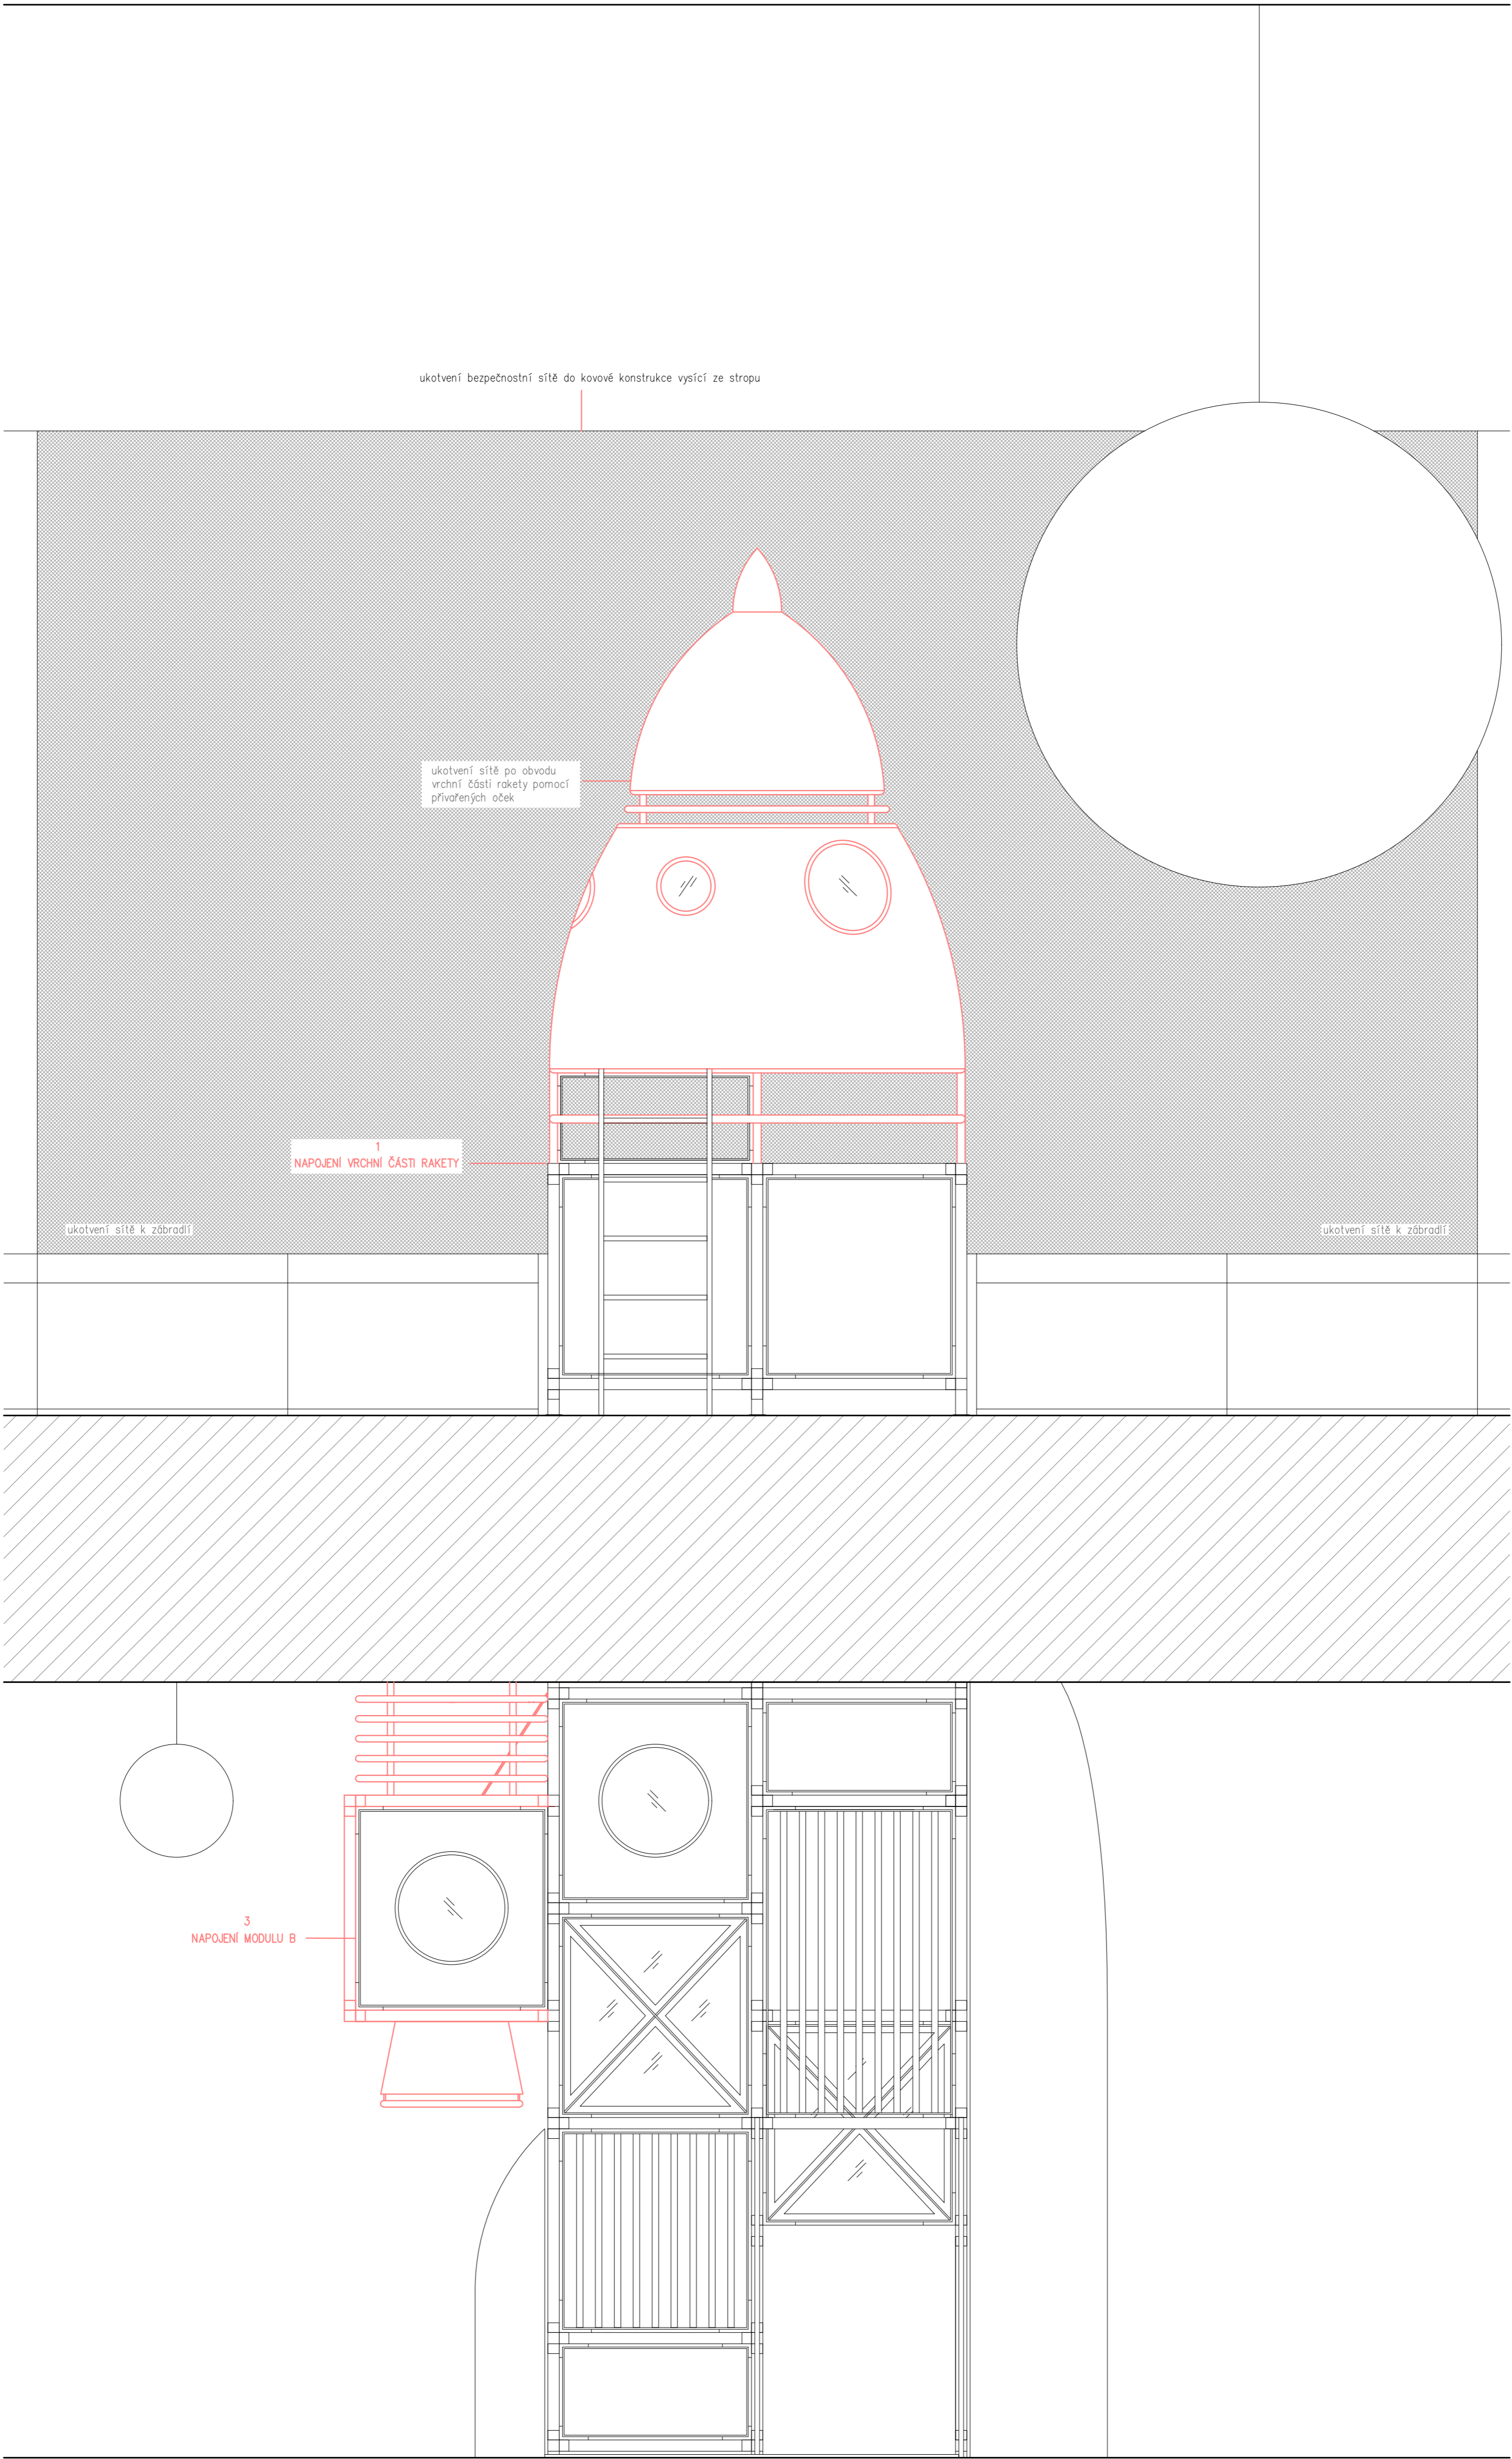 ukotvení bezpečnostní sítě do kovové konstrukce vysící ze stropu
ukotvení sítě po obvodu
vrchní části rakety pomocí
přivařených oček
1
NAPOJENÍ VRCHNÍ ČÁSTI RAKETY
ukotvení sítě k zábradlí
ukotvení sítě k zábradlí
3
NAPOJENÍ MODULU B